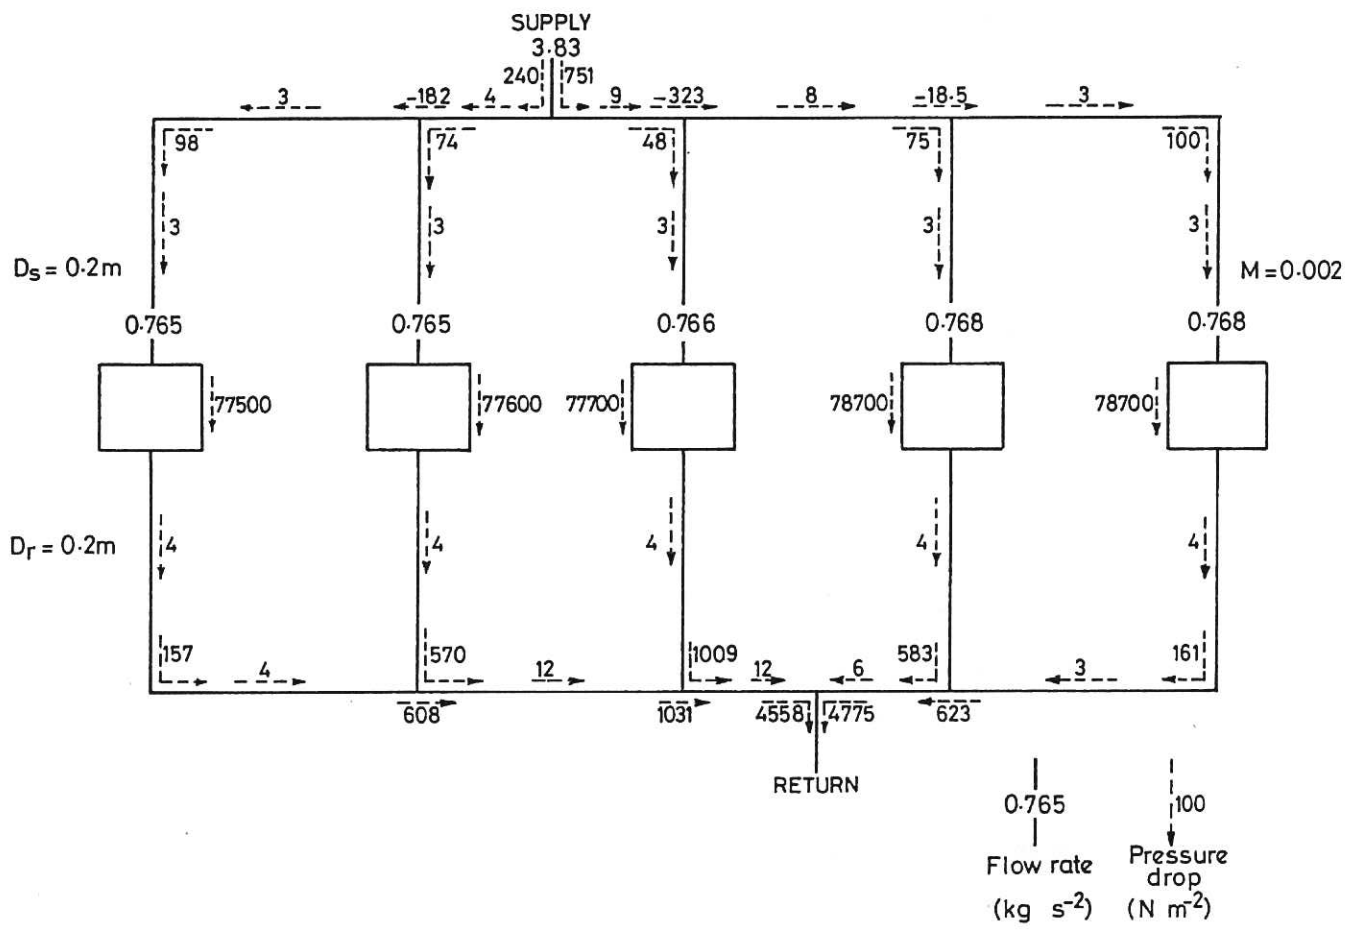 SUPPLY
3.83
240 751
3 -182 4 9 -323 8 -18.5 3
98 74 48 75 100
3 3 3 3 3
Ds = 0.2m M = 0.002
0.765 0.765 0.766 0.768 0.768
77500 77600 77700 78700 78700
4 4 4 4 4
Dr = 0.2m
157 570 1009 583 161
4 12 12 6 3
608 1031 4558 4775 623
RETURN
0.765 100
Flow rate Pressure
drop
(kg s-2) (N m-2)